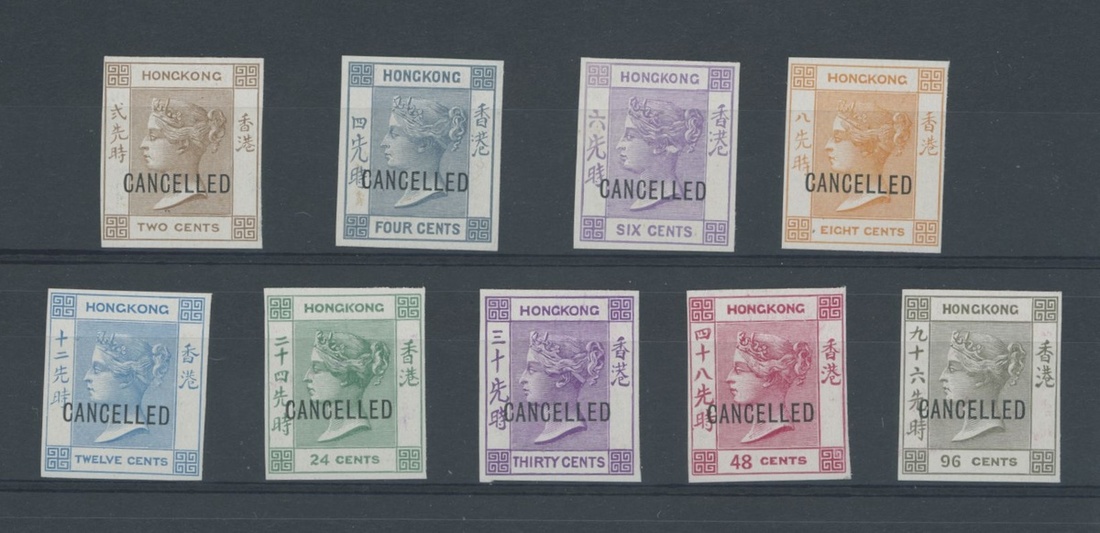 HONGKONG
弍先時
香港
CANCELLED
TWO CENTS
HONGKONG
四先時
香港
CANCELLED
FOUR CENTS
HONGKONG
六先時
香港
CANCELLED
SIX CENTS
HONGKONG
八先時
香港
CANCELLED
EIGHT CENTS
HONGKONG
十二先時
香港
CANCELLED
TWELVE CENTS
HONGKONG
二十四先時
香港
CANCELLED
24 CENTS
HONGKONG
三十先時
香港
CANCELLED
THIRTY CENTS
HONGKONG
四十八先時
香港
CANCELLED
48 CENTS
HONGKONG
九十六先時
香港
CANCELLED
96 CENTS